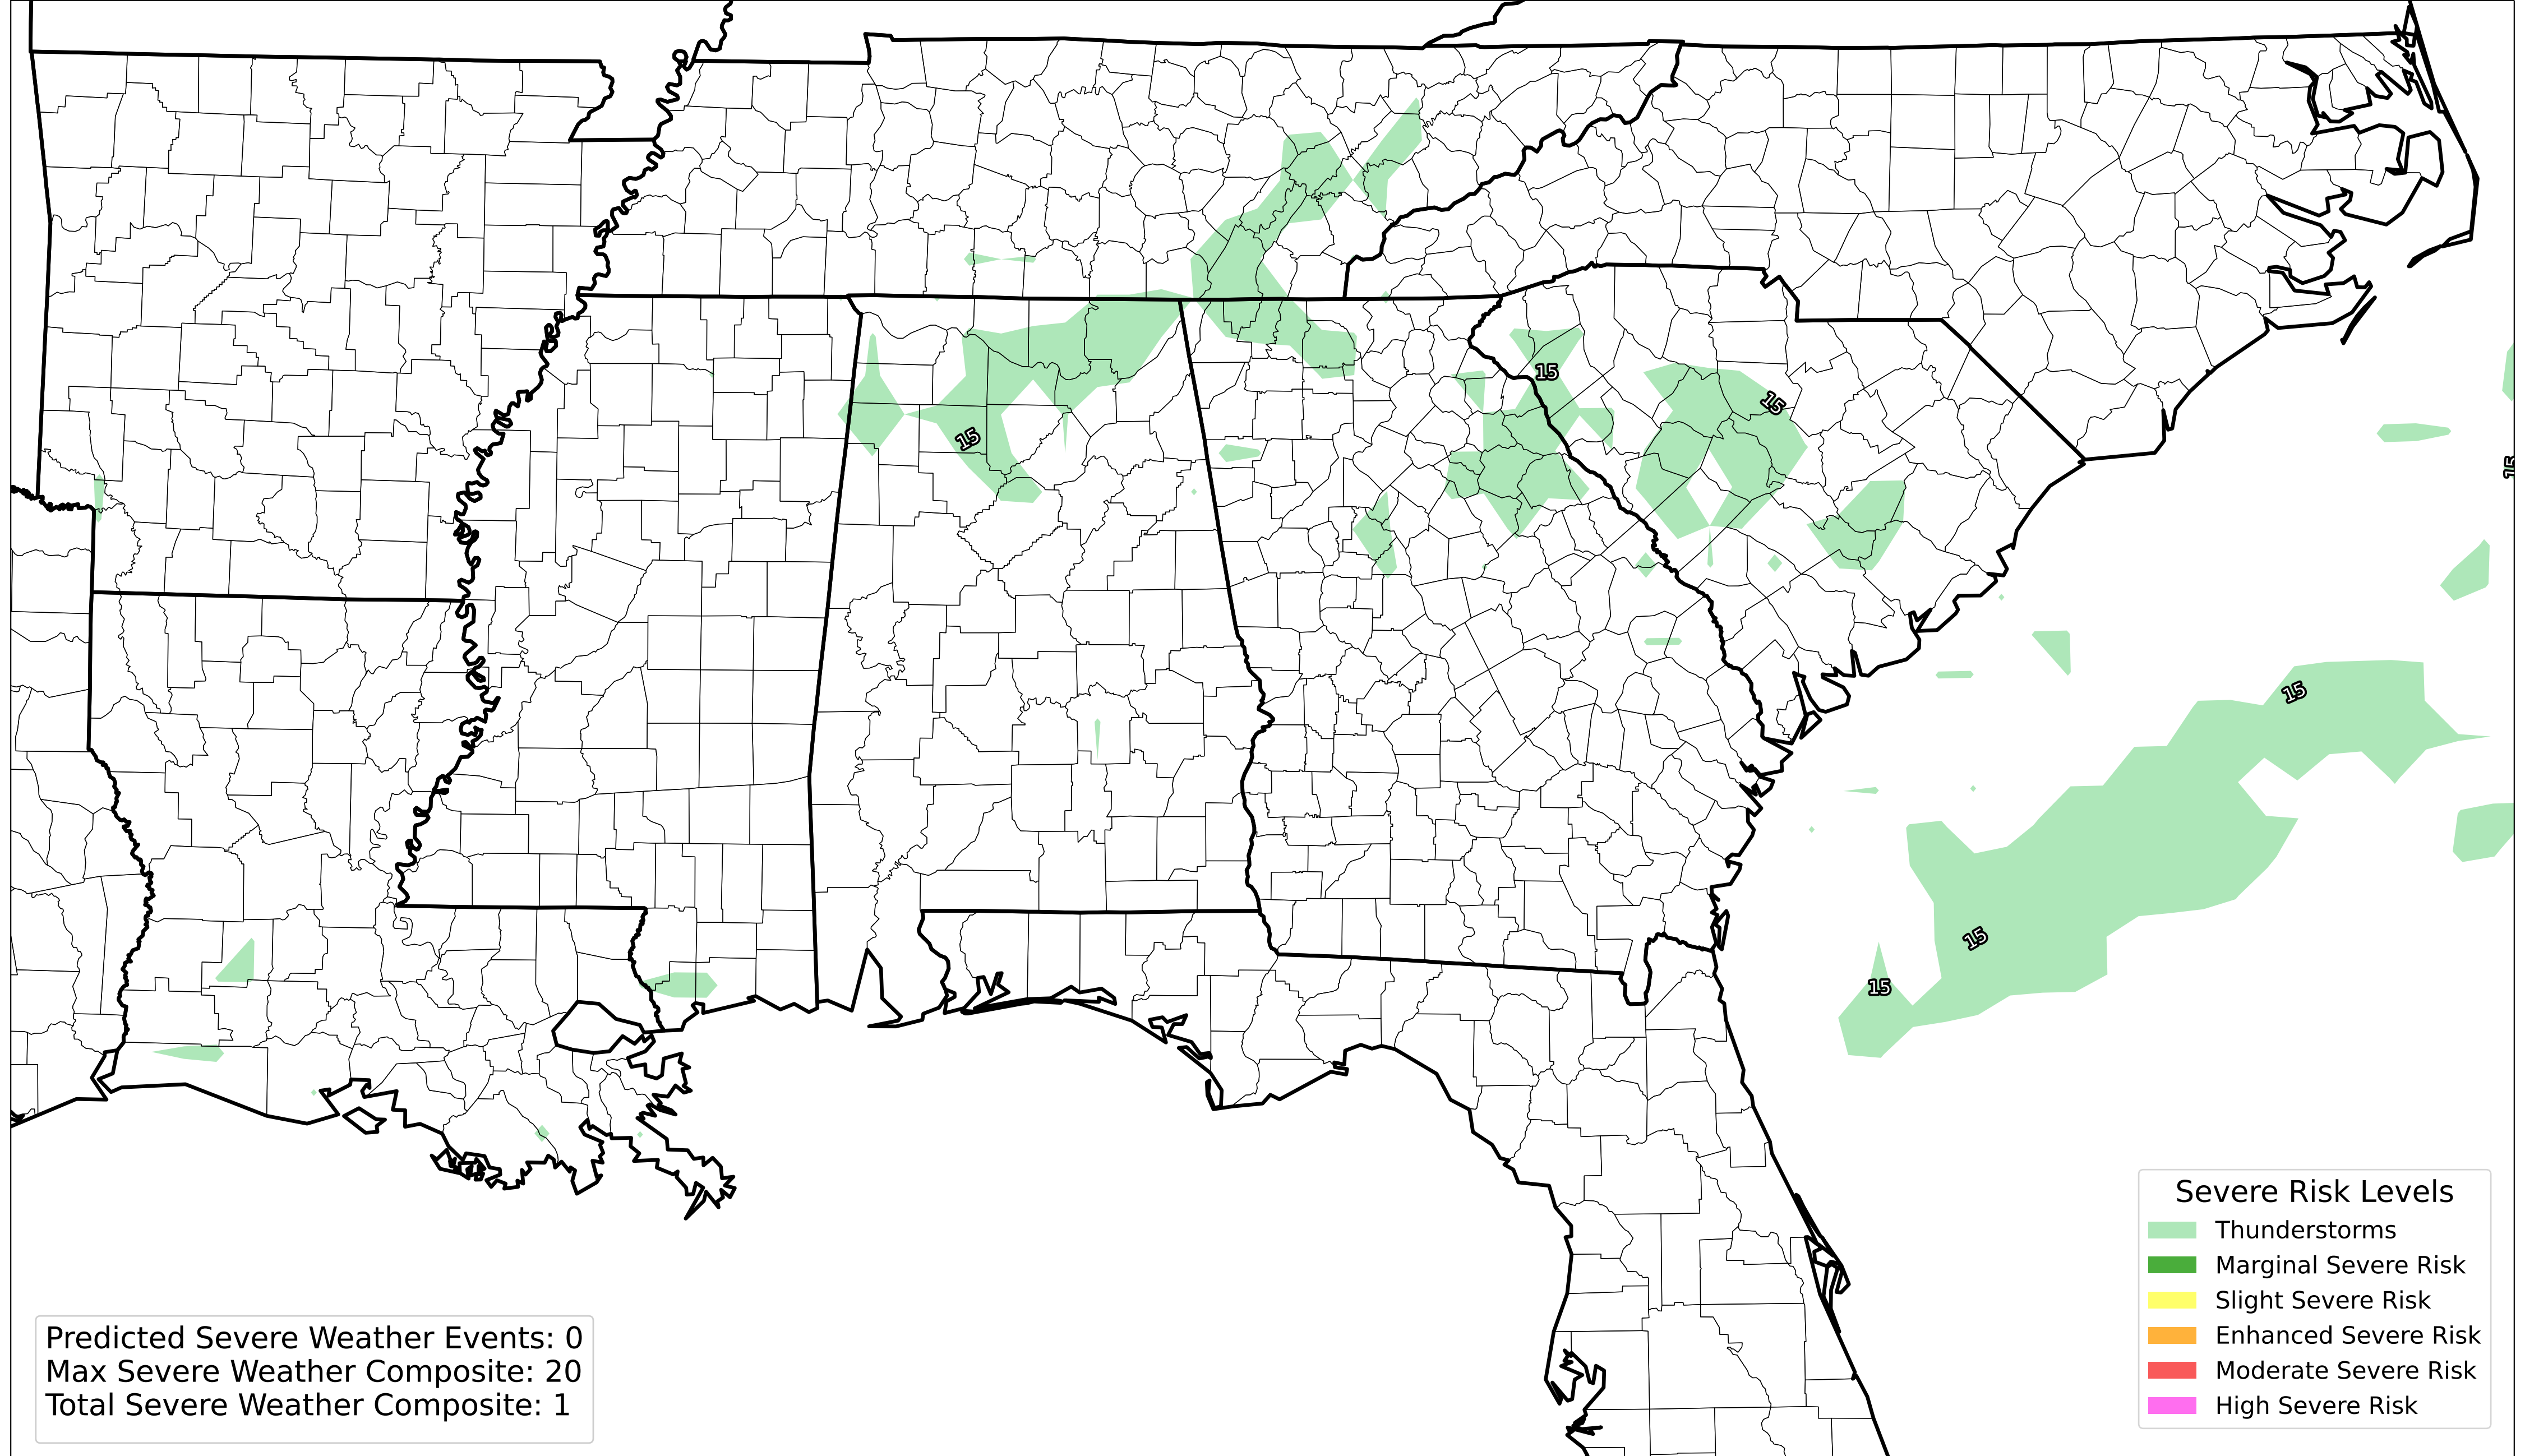 15
15
15
15
15
15
15
Severe Risk Levels
Thunderstorms
Marginal Severe Risk
Slight Severe Risk
Enhanced Severe Risk
Moderate Severe Risk
High Severe Risk
Predicted Severe Weather Events: 0
Max Severe Weather Composite: 20
Total Severe Weather Composite: 1